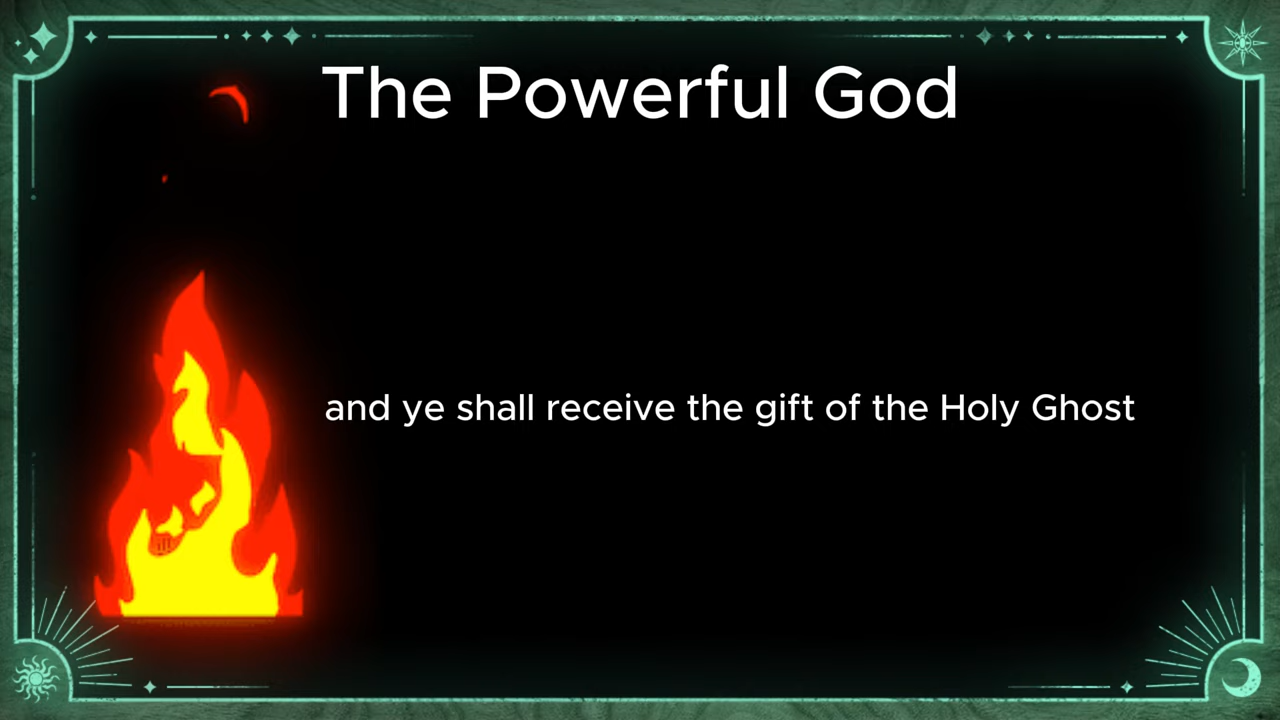 The Powerful God
and ye shall receive the gift of the Holy Ghost